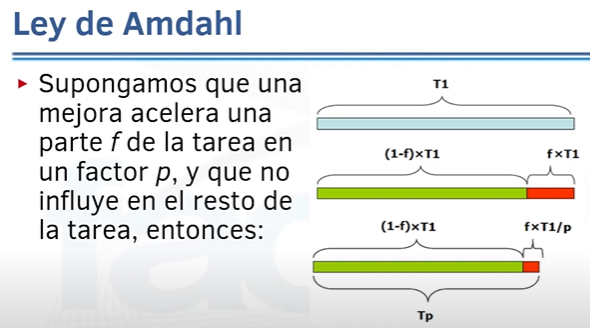 Ley de Amdahl
Supongamos que una
mejora acelera una
parte f de la tarea en
un factor p, y que no
influye en el resto de
la tarea, entonces:
T1
(1-f)×T1 f×T1
(1-f)×T1 f×T1/p
Tp